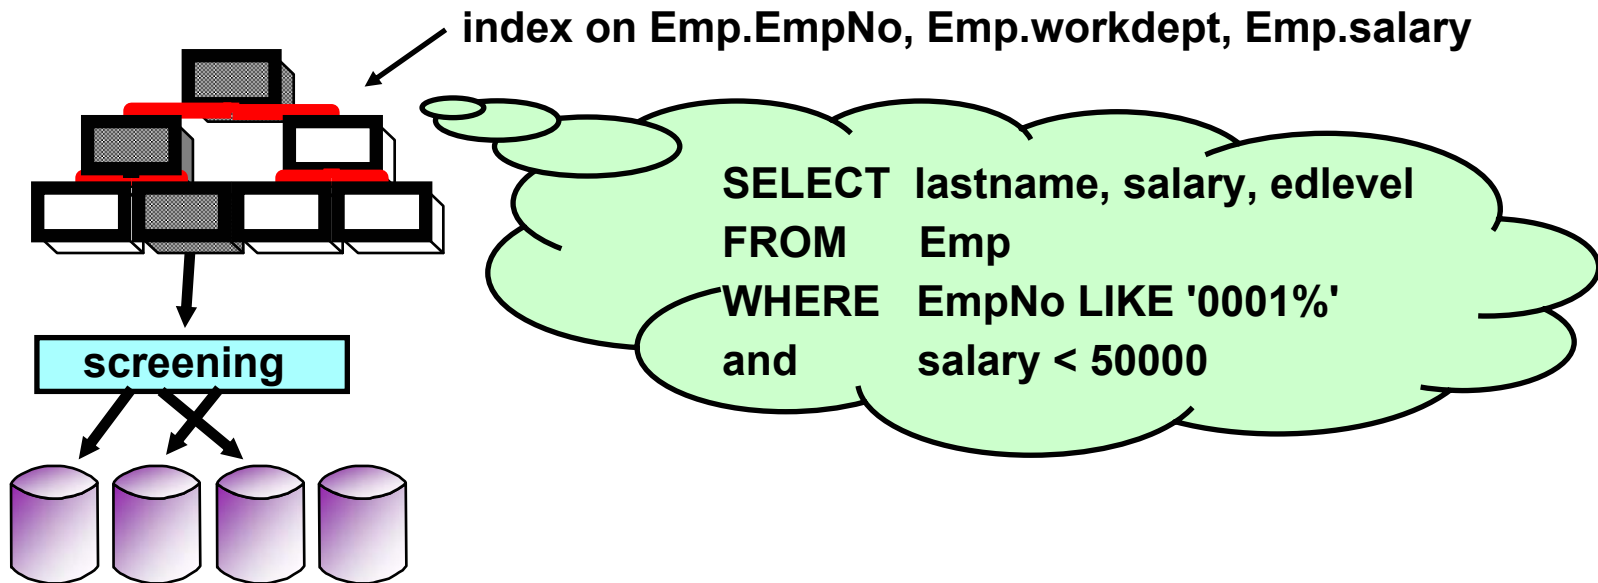 index on Emp.EmpNo, Emp.workdept, Emp.salary
SELECT lastname, salary, edlevel
FROM Emp
WHERE EmpNo LIKE '0001%'
and salary < 50000
screening